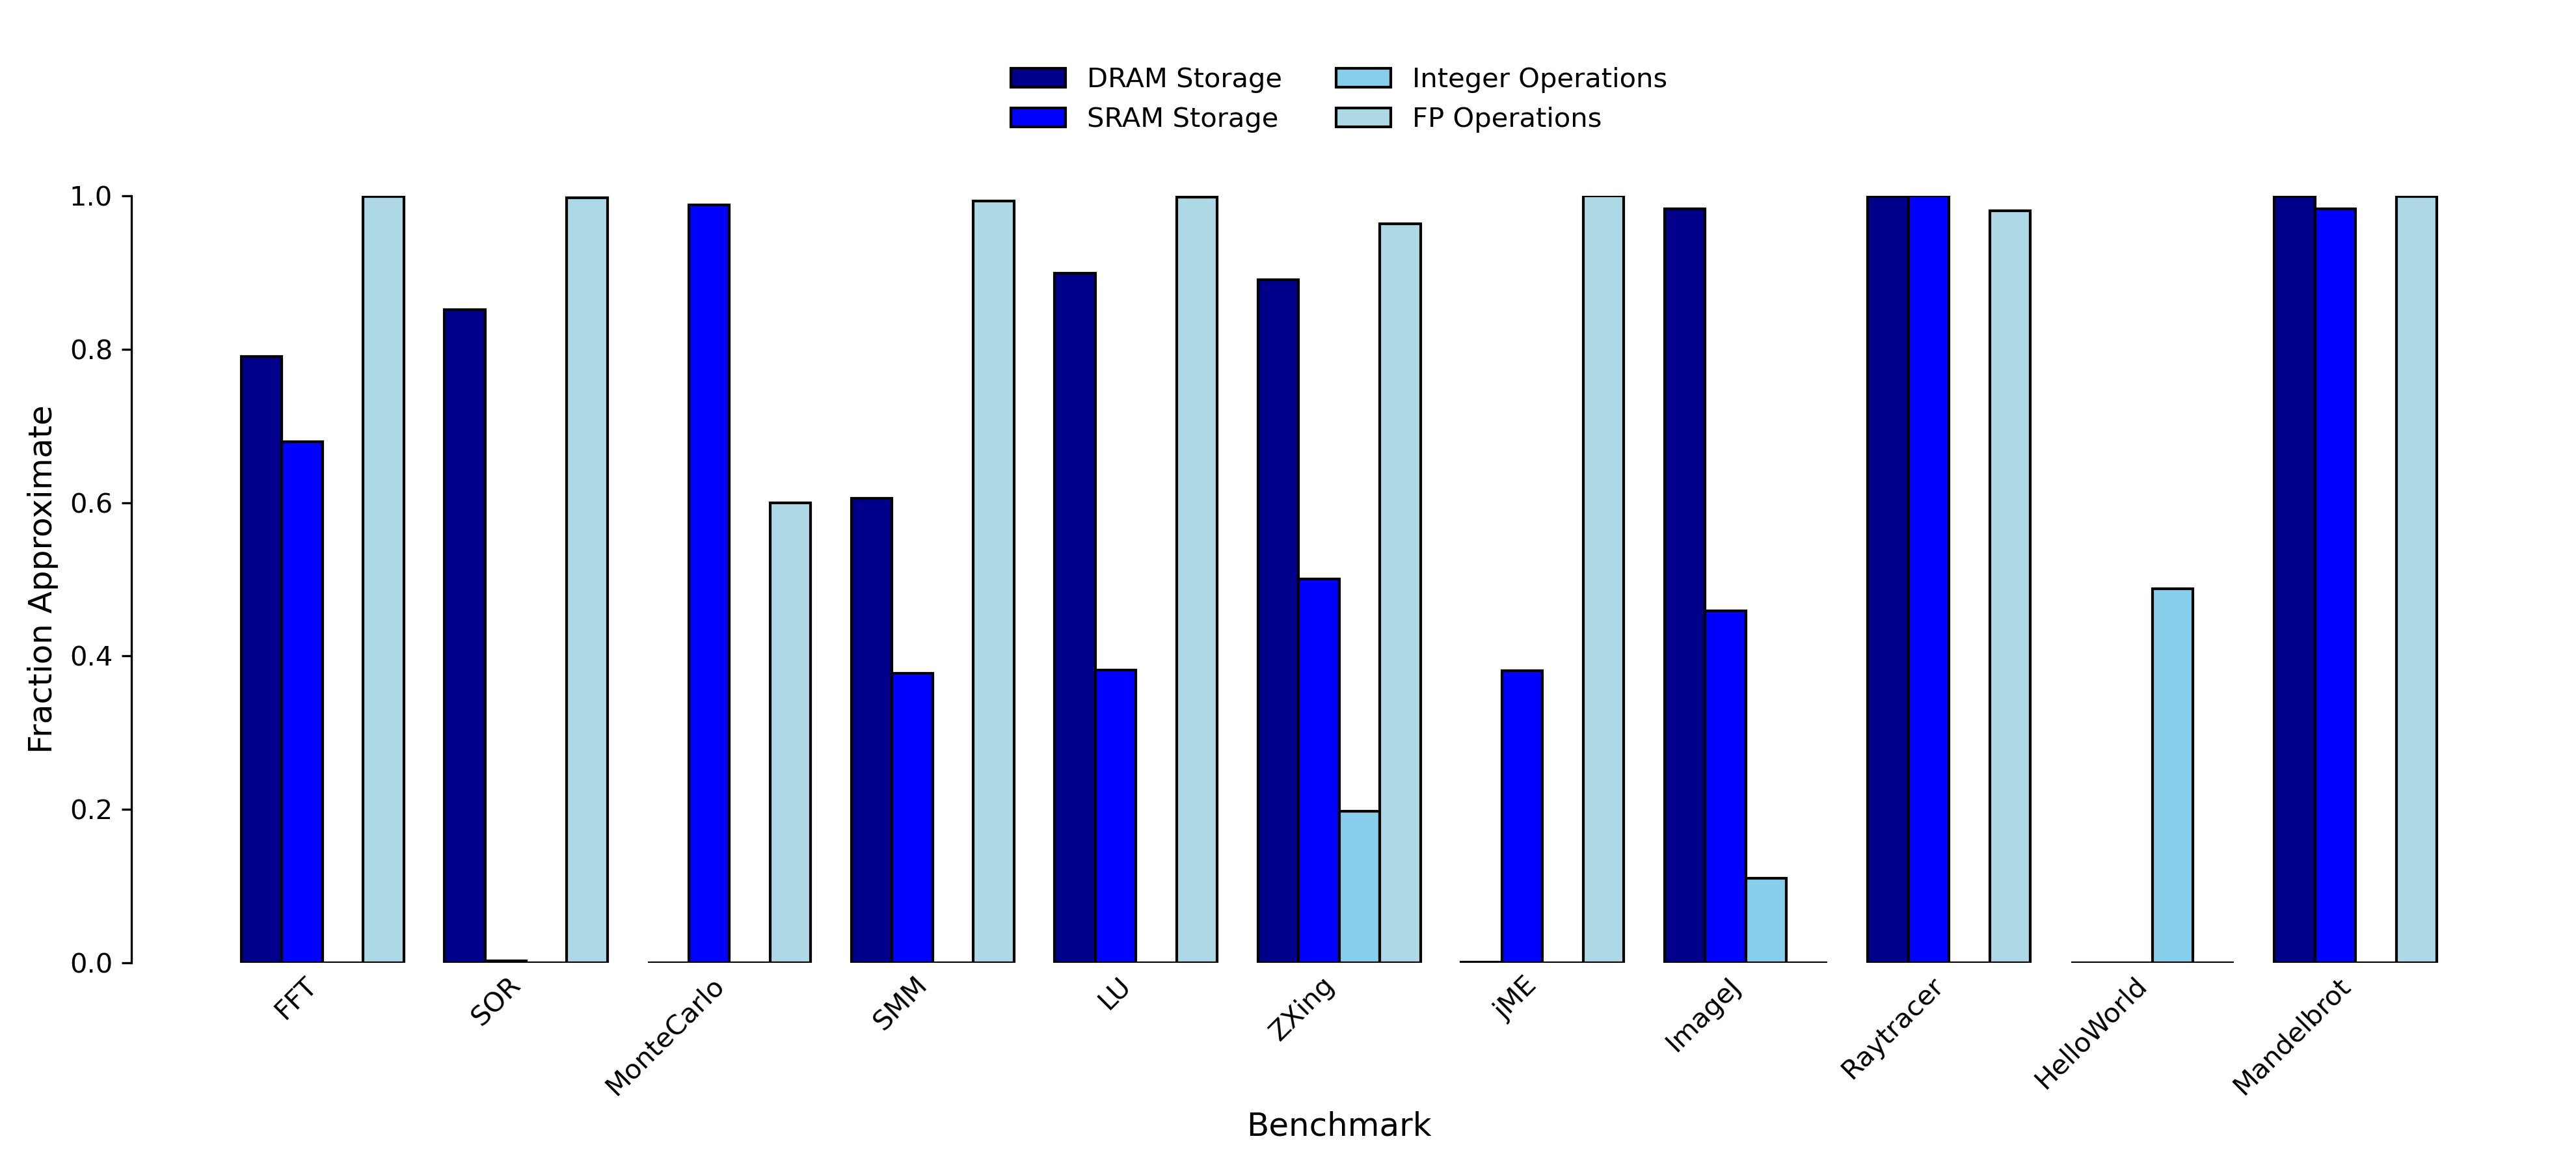 DRAM Storage
SRAM Storage
Integer Operations
FP Operations
Fraction Approximate
1.0
0.8
0.6
0.4
0.2
0.0
FFT
SOR
MonteCarlo
SMM
LU
ZXing
jME
ImageJ
Raytracer
HelloWorld
Mandelbrot
Benchmark